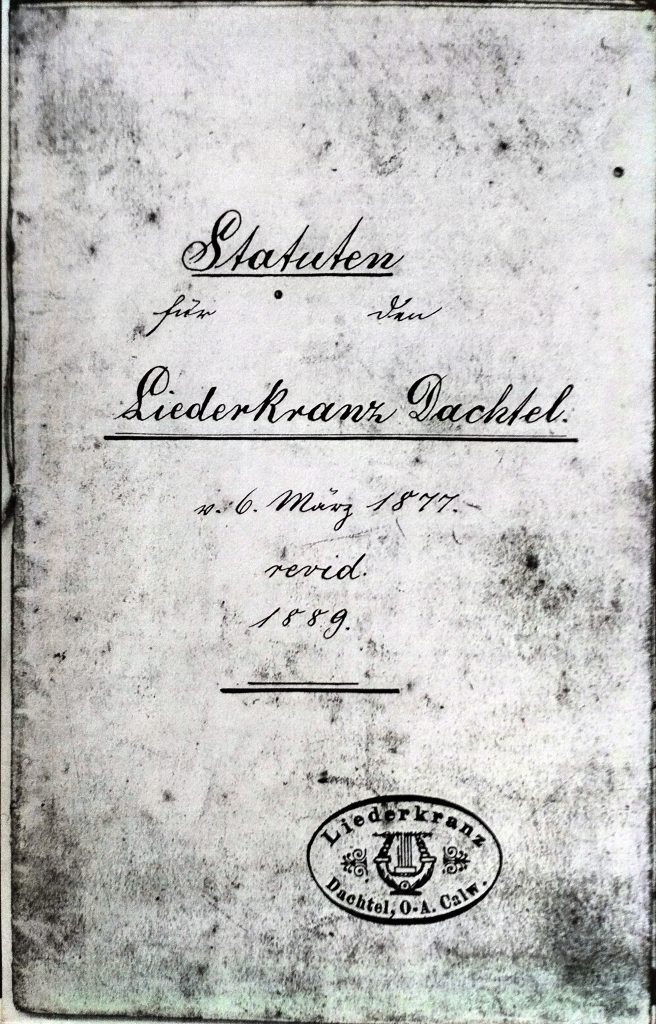 Statuten
für den
Liederkranz Dachtel.
v. 6. März 1877.
revid.
1889.
Liederkranz
Dachtel, O-A. Calw.